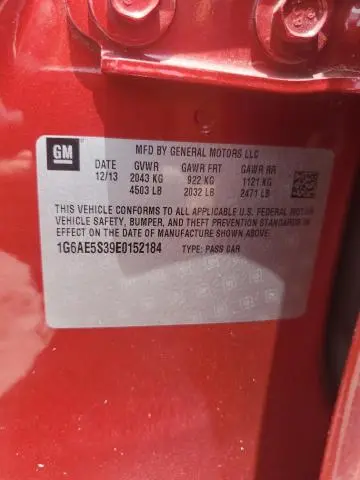 GM
MFD BY GENERAL MOTORS LLC
DATE GVWR GAWR FRT GAWR RR
12/13 2043 KG 922 KG 1121 KG
4503 LB 2032 LB 2471 LB
THIS VEHICLE CONFORMS TO ALL APPLICABLE U.S. FEDERAL MOTOR
VEHICLE SAFETY, BUMPER, AND THEFT PREVENTION STANDARDS IN
EFFECT ON THE DATE OF MANUFACTURE SHOWN ABOVE.
1G6AE5S39E0152184 TYPE: PASS CAR